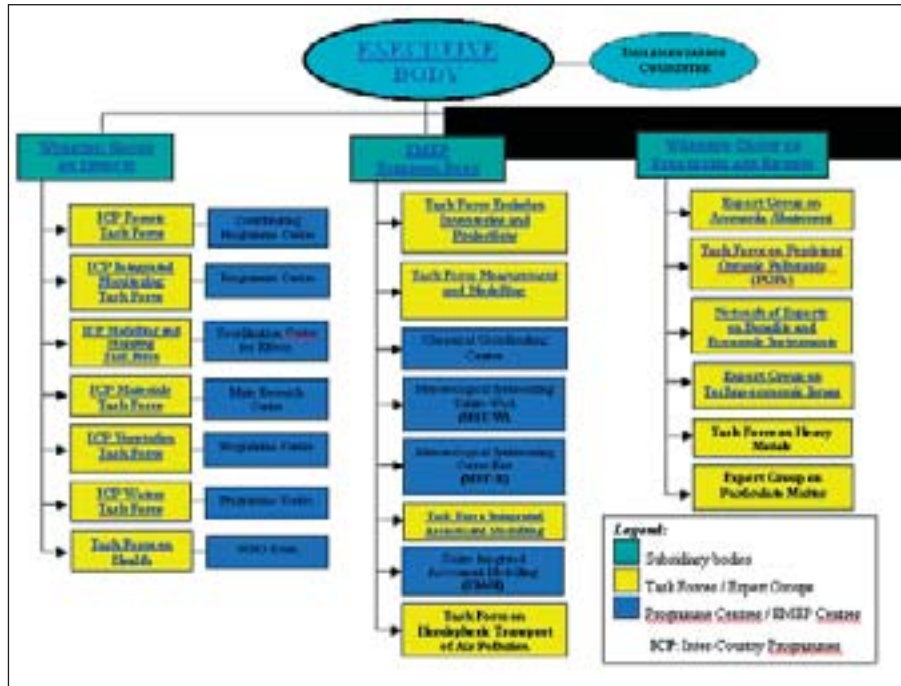 EXECUTIVE
BODY
IMPLEMENTATION
COMMITTEE
WORKING GROUP
ON EFFECTS
EMEP
STEERING BODY
WORKING GROUP ON
STRATEGIES AND REVIEW
ICP Forests
Task Force
Coordinating
Programme Centre
ICP Integrated
Monitoring
Task Force
Programme Centre
ICP Modelling and
Mapping
Task Force
Coordination Center
for Effects
ICP Materials
Task Force
Main Research
Centre
ICP Vegetation
Task Force
Programme Centre
ICP Waters
Task Force
Programme Centre
Task Force on
Health
Task Force Emission
Inventories and
Projections
Task Force Measurement
and Modelling
Chemical Coordinating
Centre
Meteorological Synthesizing
Centre-West
(MSC-W)
Meteorological Synthesizing
Centre-East
(MSC-E)
Task Force Integrated
Assessment Modelling
Centre Integrated
Assessment Modelling
(CIAM)
Task Force on
Hemispheric Transport
of Air Pollution
Expert Group on
Ammonia Abatement
Task Force on Persistent
Organic Pollutants
(POPs)
Network of Experts
on Benefits and
Economic Instruments
Expert Group on
Techno-economic Issues
Task Force on Heavy
Metals
Expert Group on
Particulate Matter
Legend:
Subsidiary bodies
Task Forces / Expert Groups
Programme Centres / EMEP Centres
ICP: Inter-Country Programmes